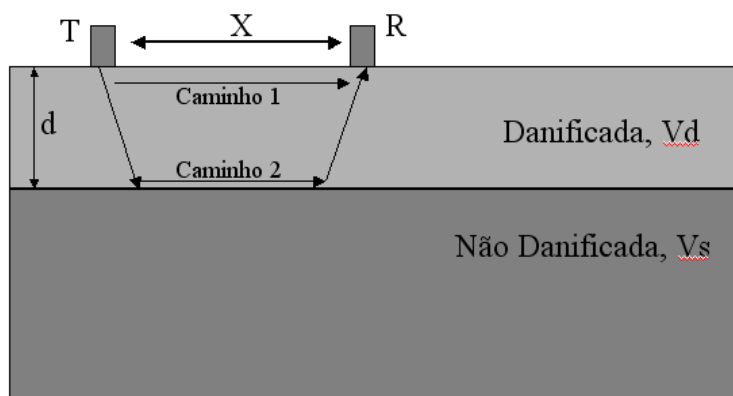 T X R
Caminho 1
d
Danificada, Vd
Caminho 2
Não Danificada, Vs